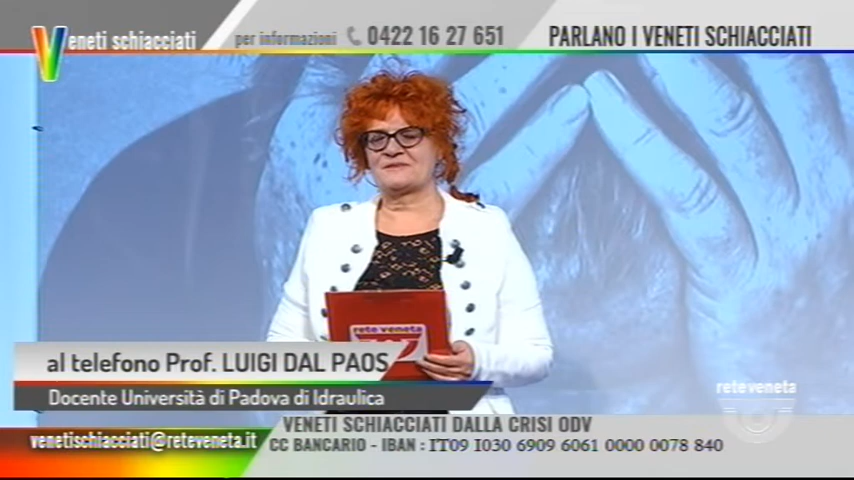 Veneti schiacciati
per informazioni 0422 16 27 651
PARLANO I VENETI SCHIACCIATI
rete veneta
al telefono Prof. LUIGI DAL PAOS
Docente Università di Padova di Idraulica
reteveneta
venetischiacciati@reteveneta.it
VENETI SCHIACCIATI DALLA CRISI ODV
CC BANCARIO - IBAN : IT09 I030 6909 6061 0000 0078 840